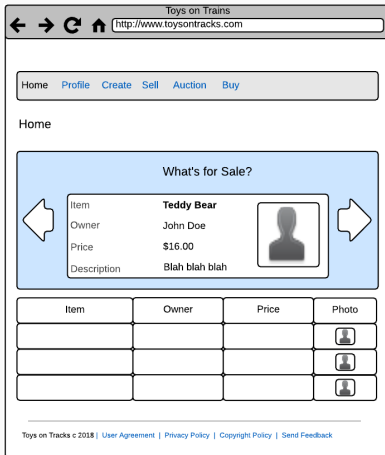 Toys on Trains
http://www.toysontracks.com
Home Profile Create Sell Auction Buy
Home
What's for Sale?
Item Teddy Bear
Owner John Doe
Price $16.00
Description Blah blah blah
Item Owner Price Photo
Toys on Tracks c 2018 | User Agreement | Privacy Policy | Copyright Policy | Send Feedback